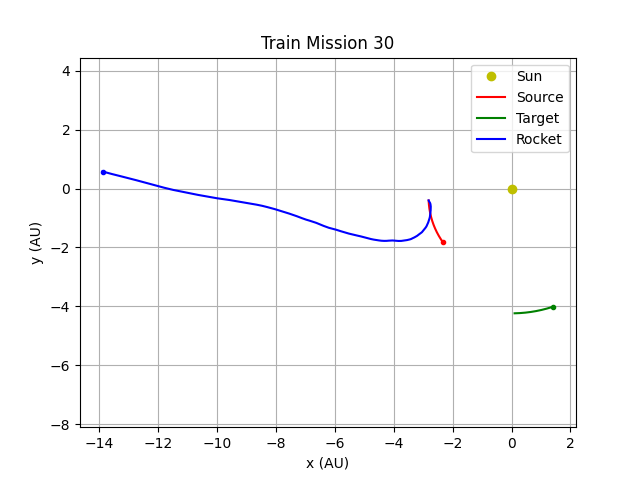 Train Mission 30
Sun
Source
Target
Rocket
4
2
0
−2
−4
−6
−8
y (AU)
−14 −12 −10 −8 −6 −4 −2 0 2
x (AU)